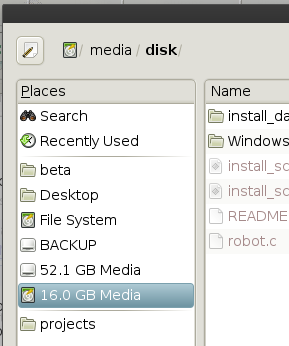 / media / disk /
Places
Name
Search
Recently Used
beta
Desktop
File System
BACKUP
52.1 GB Media
16.0 GB Media
projects
install_da
Windows
install_sc
install_sc
README
robot.c